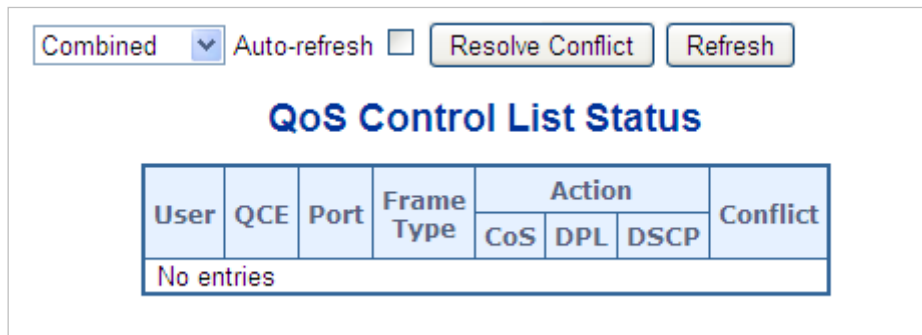 Combined Auto-refresh Resolve Conflict Refresh
QoS Control List Status
User QCE Port Frame Type Action Conflict
CoS DPL DSCP
No entries